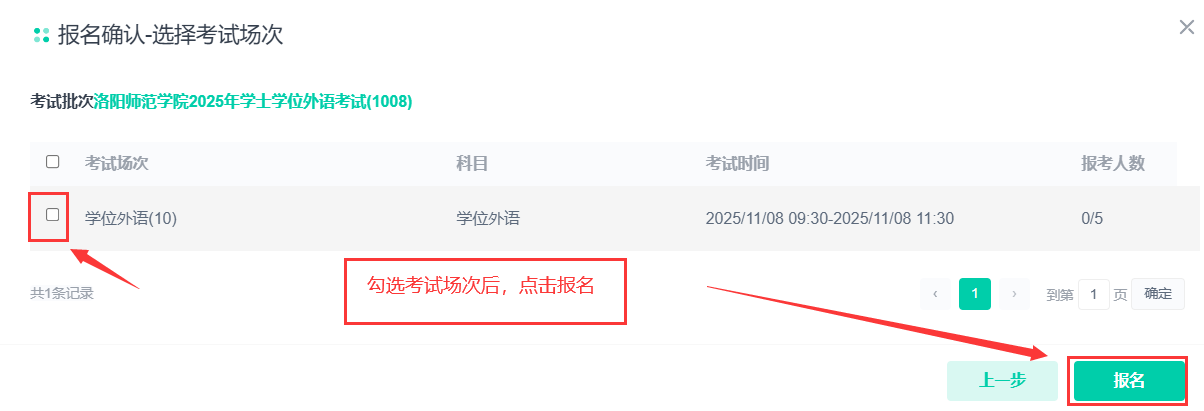 报名确认-选择考试场次
考试批次洛阳师范学院2025年学士学位外语考试(1008)
考试场次 科目 考试时间 报考人数
学位外语(10) 学位外语 2025/11/08 09:30-2025/11/08 11:30 0/5
勾选考试场次后，点击报名
共1条记录 ‹ 1 › 到第 1 页 确定
上一步 报名